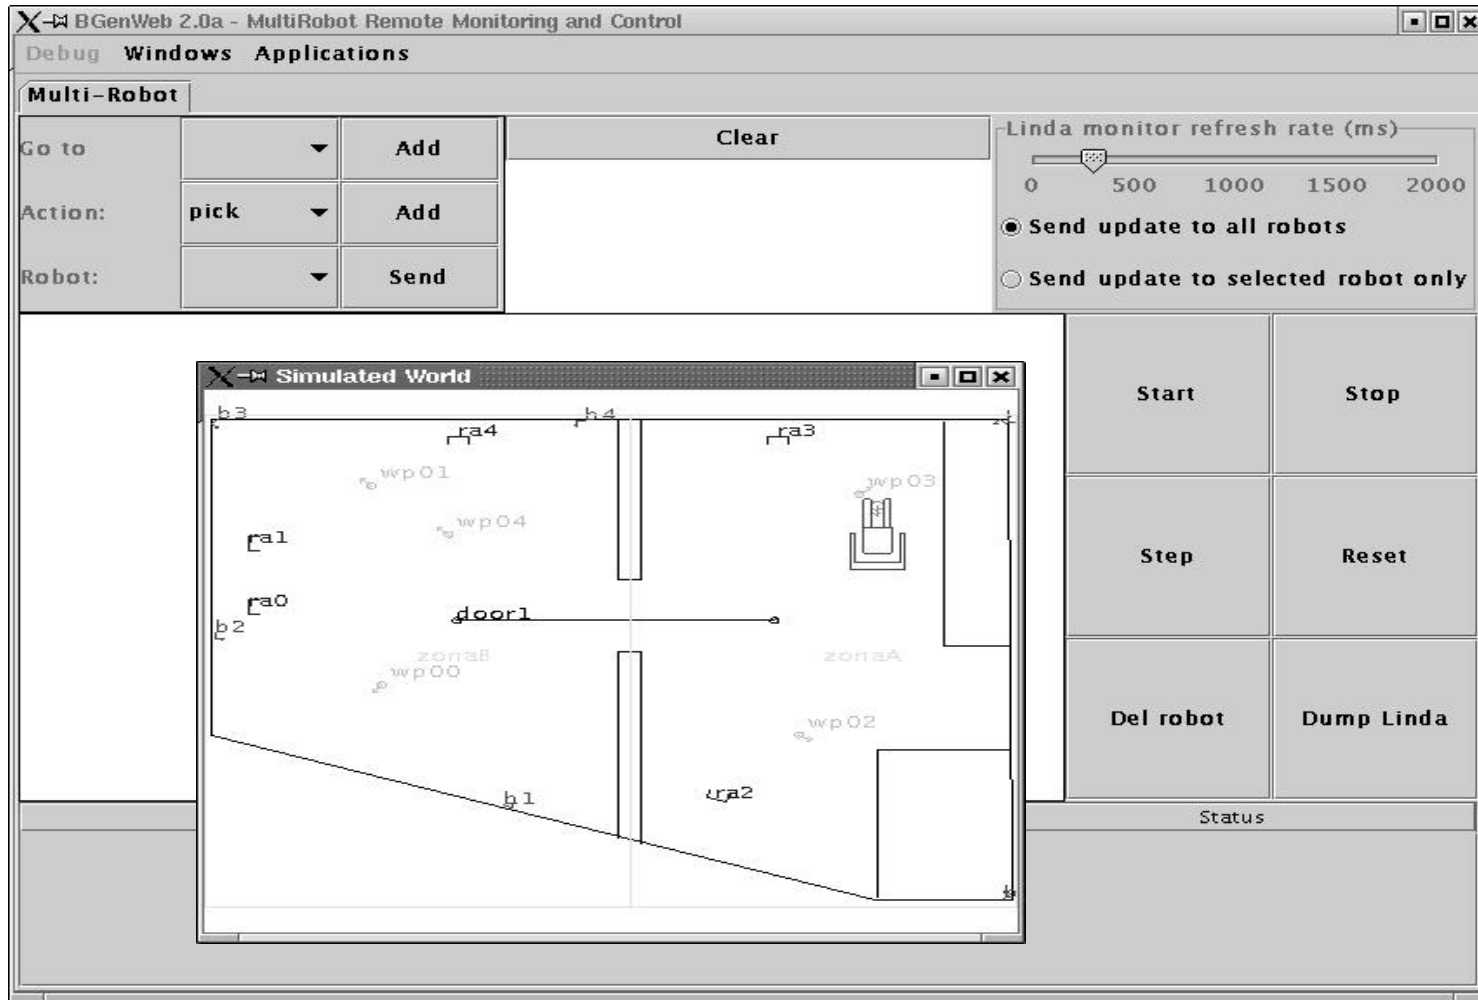 BGenWeb 2.0a - MultiRobot Remote Monitoring and Control
Debug Windows Applications
Multi-Robot
Go to Add Clear
Linda monitor refresh rate (ms)
0 500 1000 1500 2000
Action: pick Add
Send update to all robots
Robot: Send
Send update to selected robot only
Simulated World
Start Stop
b3 b4
ra4 ra3
wp01 wp03
wp04
ra1
Step Reset
ra0
door1
b2
zonaB zonaA
wp00
Del robot Dump Linda
wp02
b1 ra2
Status